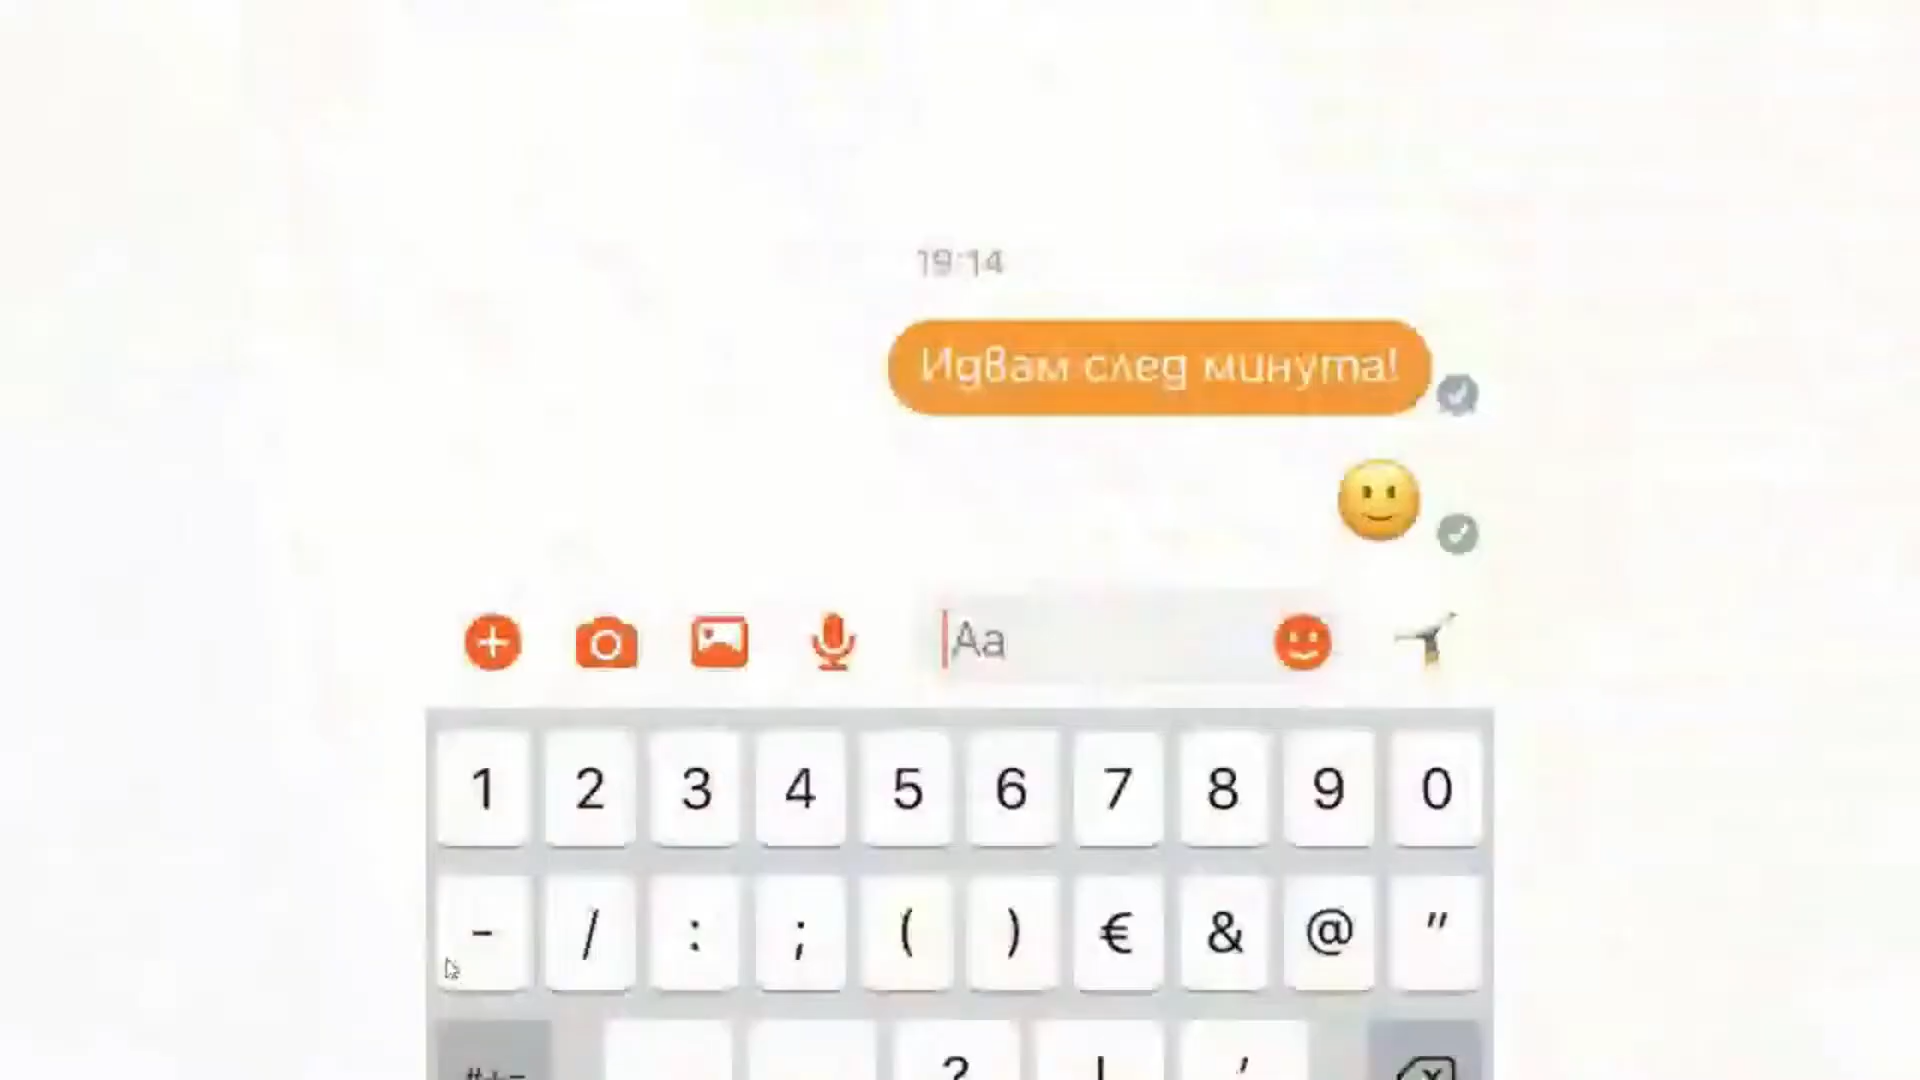 19:14
Идвам след минута!
Aa
1 2 3 4 5 6 7 8 9 0
- / : ; ( ) € & @ "
#+= ? ! '